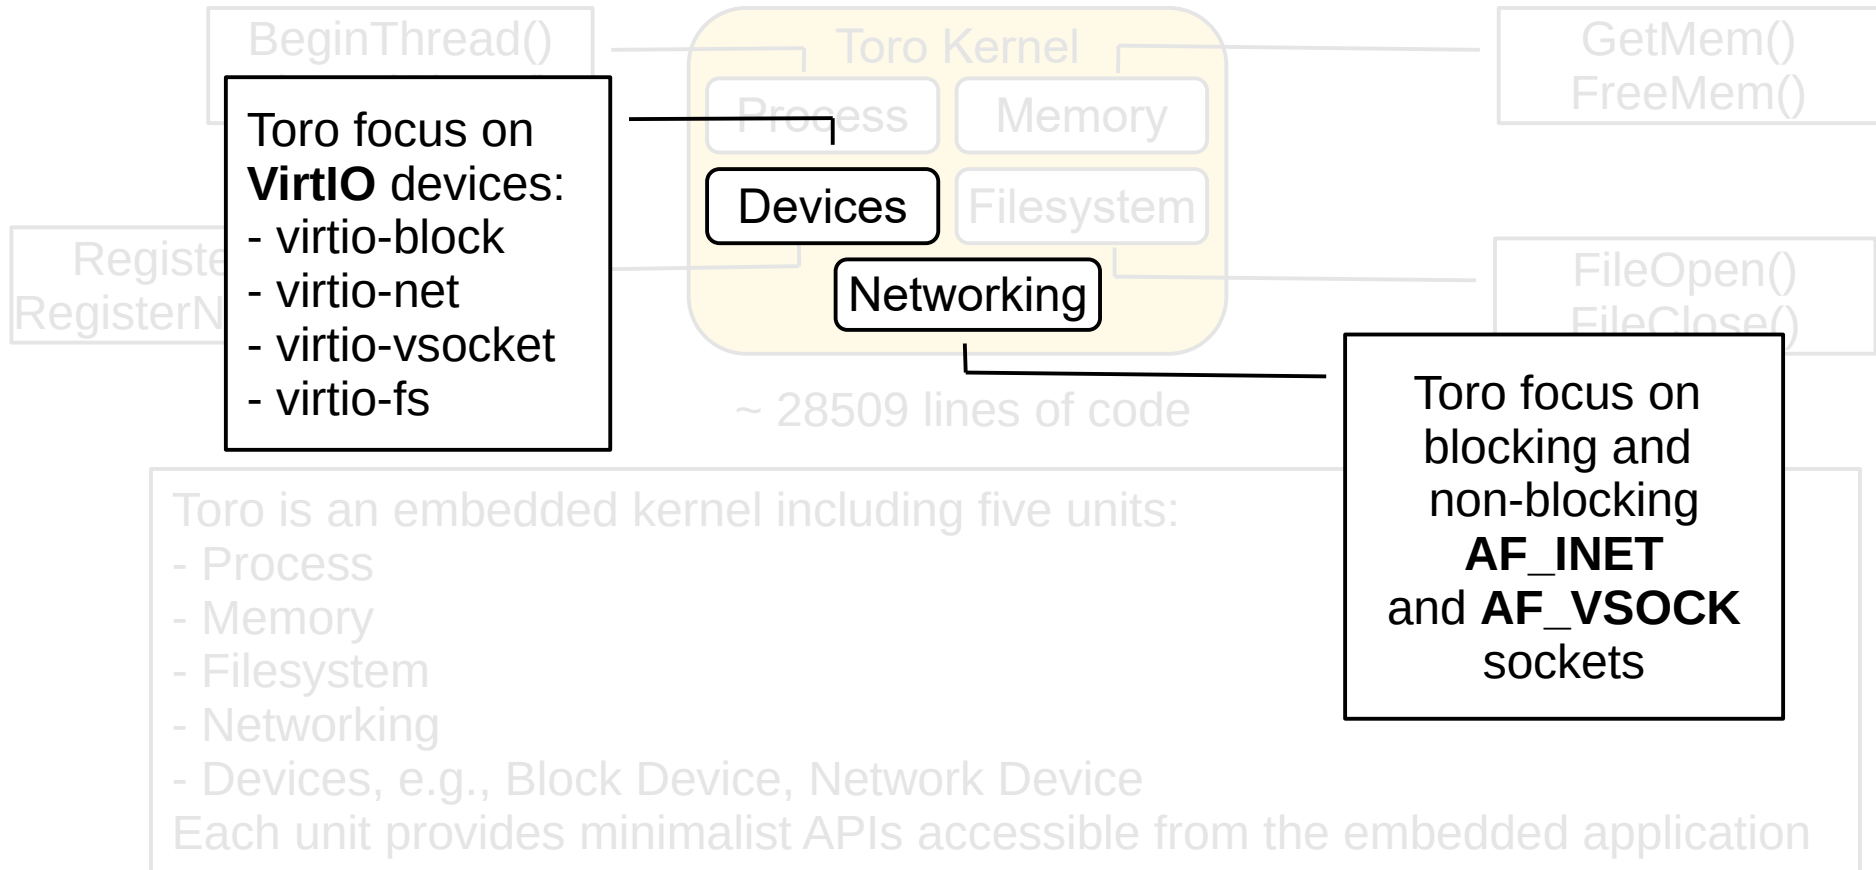 BeginThread()
Toro Kernel
GetMem()
FreeMem()
Process
Memory
Toro focus on
VirtIO devices:
- virtio-block
- virtio-net
- virtio-vsocket
- virtio-fs
Devices
Filesystem
Networking
FileOpen()
FileClose()
~ 28509 lines of code
Toro focus on
blocking and
non-blocking
AF_INET
and AF_VSOCK
sockets
Toro is an embedded kernel including five units:
- Process
- Memory
- Filesystem
- Networking
- Devices, e.g., Block Device, Network Device
Each unit provides minimalist APIs accessible from the embedded application